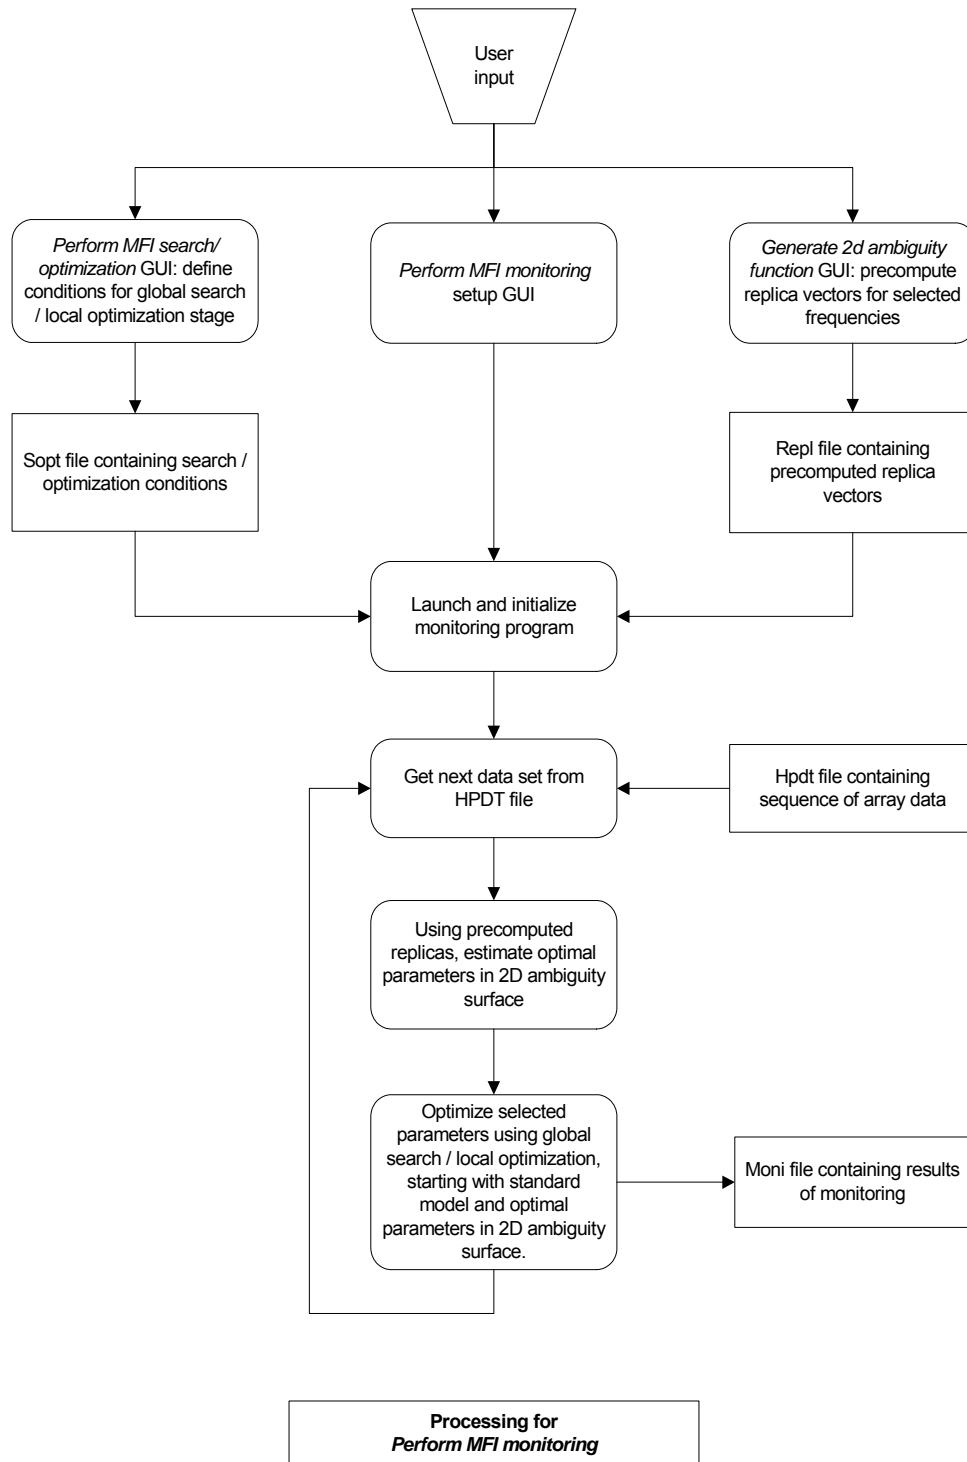 User
input
Perform MFI search/
optimization GUI: define
conditions for global search
/ local optimization stage
Perform MFI monitoring
setup GUI
Generate 2d ambiguity
function GUI: precompute
replica vectors for selected
frequencies
Sopt file containing search /
optimization conditions
Repl file containing
precomputed replica
vectors
Launch and initialize
monitoring program
Get next data set from
HPDT file
Hpdt file containing
sequence of array data
Using precomputed
replicas, estimate optimal
parameters in 2D ambiguity
surface
Optimize selected
parameters using global
search / local optimization,
starting with standard
model and optimal
parameters in 2D ambiguity
surface.
Moni file containing results
of monitoring
Processing for
Perform MFI monitoring